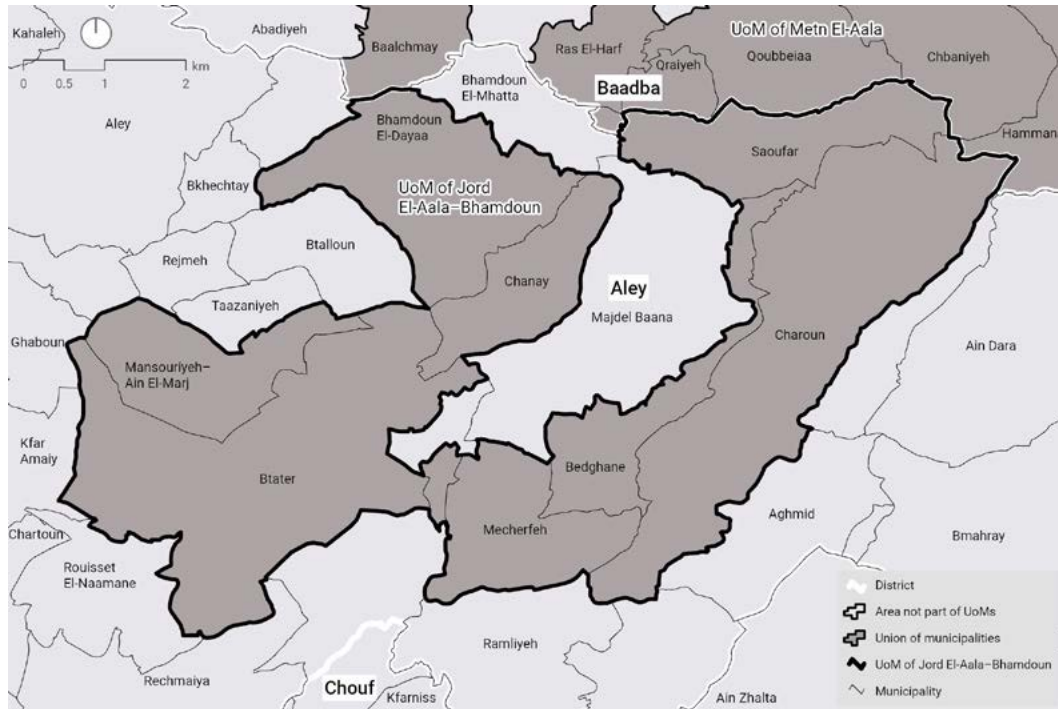 Kahaleh
Abadiyeh
Baalchmay
Ras El-Harf
UoM of Metn El-Aala
Qoubbeiaa
Qraiyeh
Chbaniyeh
km
0 0.5 1 2
Bhamdoun
El-Mhatta
Baadba
Aley
Bhamdoun
El-Dayaa
Saoufar
Hamman
Bkhechtay
UoM of Jord
El-Aala–Bhamdoun
Btalloun
Rejmeh
Chanay
Taazaniyeh
Aley
Majdel Baana
Charoun
Ain Dara
Ghaboun
Mansouriyeh–
Ain El-Marj
Kfar
Amaiy
Btater
Bedghane
Mecherfeh
Aghmid
Bmahray
Chartoun
Rouisset
El-Naamane
Ramliyeh
Rechmaiya
Chouf
Kfarniss
Ain Zhalta
District
Area not part of UoMs
Union of municipalities
UoM of Jord El-Aala–Bhamdoun
Municipality